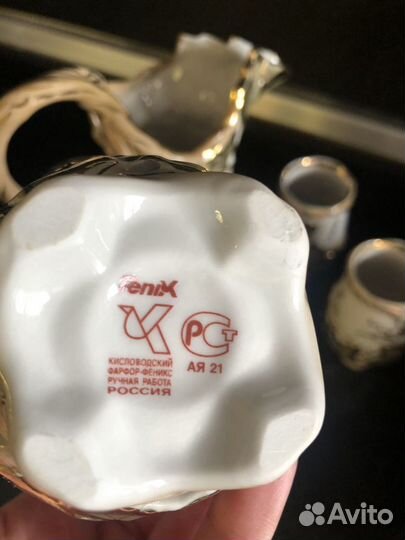 Fenix
КИСЛОВОДСКИЙ
ФАРФОР-ФЕНИКС
РУЧНАЯ РАБОТА
РОССИЯ
РСТ
АЯ 21
Avito